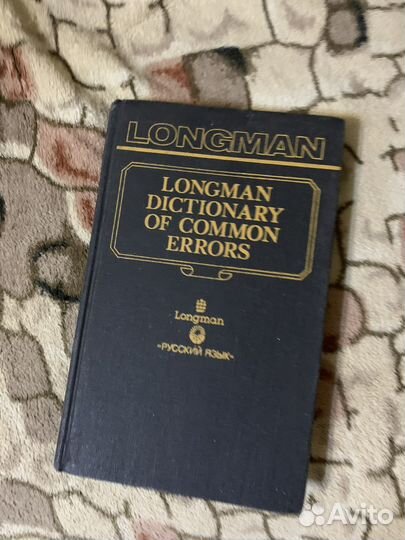 LONGMAN
LONGMAN
DICTIONARY
OF COMMON
ERRORS
Longman
«РУССКИЙ ЯЗЫК»
Avito